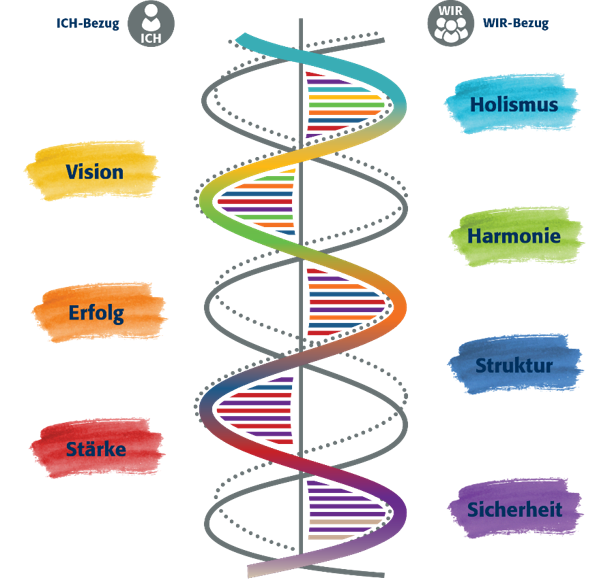 ICH-Bezug
ICH
WIR
WIR-Bezug
Holismus
Vision
Harmonie
Erfolg
Struktur
Stärke
Sicherheit